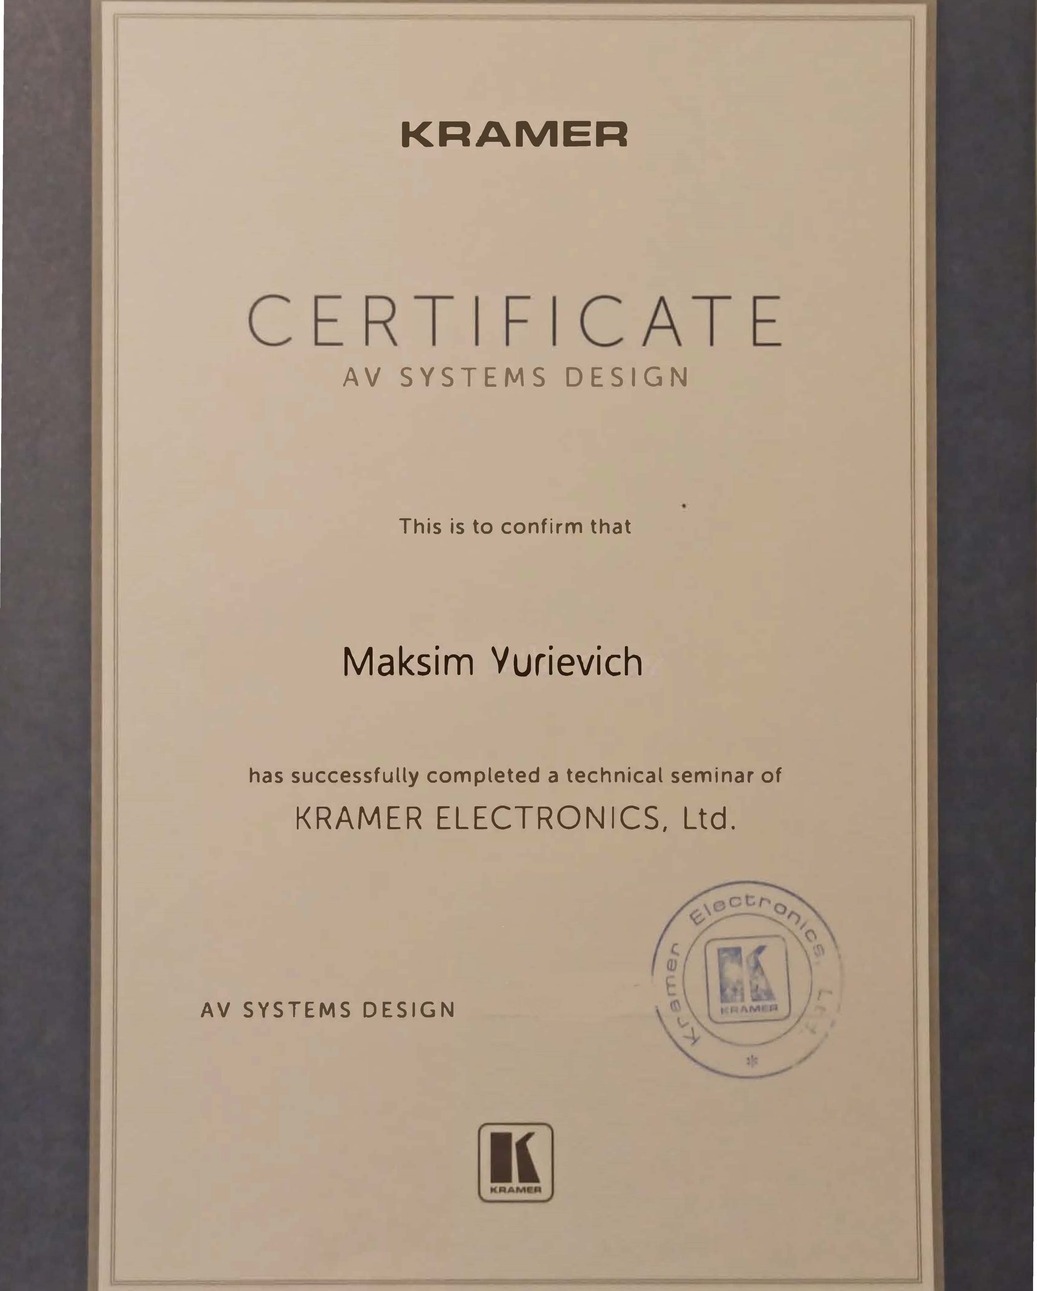 KRAMER
CERTIFICATE
AV SYSTEMS DESIGN
This is to confirm that
Maksim Yurievich
has successfully completed a technical seminar of
KRAMER ELECTRONICS, Ltd.
Kramer Electronics, Ltd.
K
KRAMER
*
AV SYSTEMS DESIGN
K
KRAMER